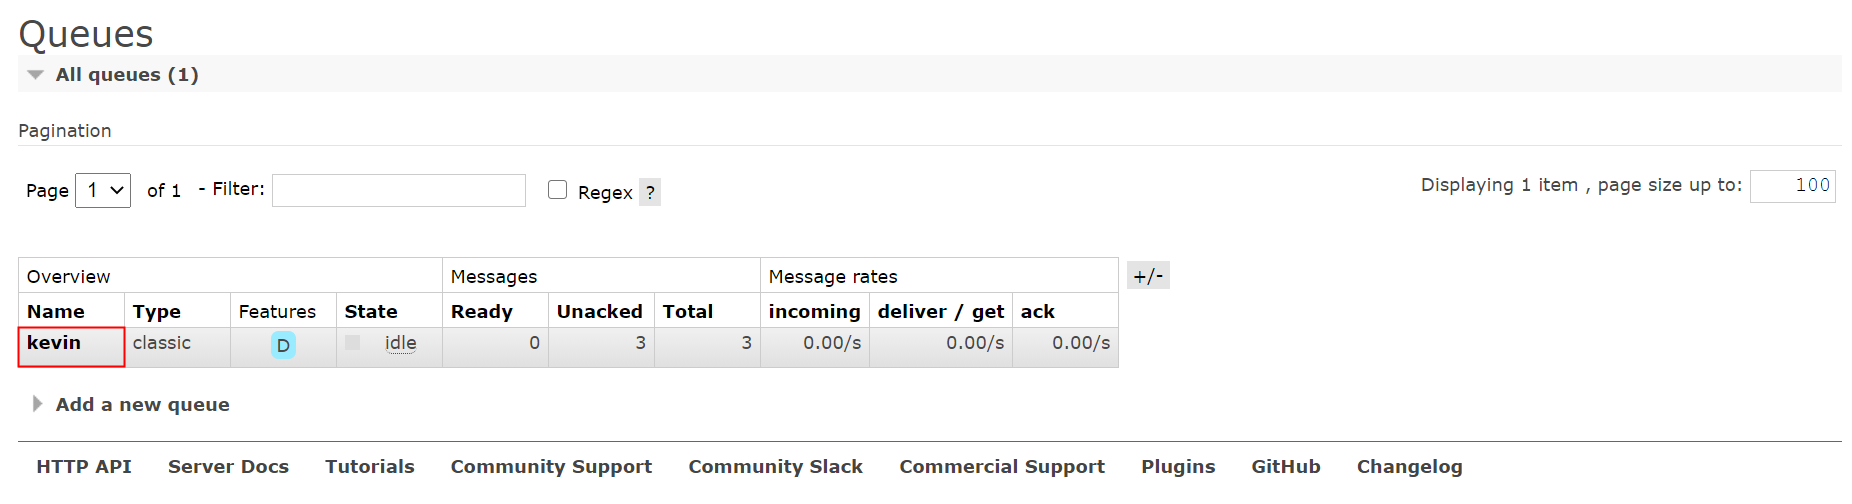 Queues
All queues (1)
Pagination
Page 1 of 1 - Filter: Regex ? Displaying 1 item , page size up to: 100
Overview Messages Message rates +/-
Name Type Features State Ready Unacked Total incoming deliver / get ack
kevin classic D idle 0 3 3 0.00/s 0.00/s 0.00/s
Add a new queue
HTTP API Server Docs Tutorials Community Support Community Slack Commercial Support Plugins GitHub Changelog